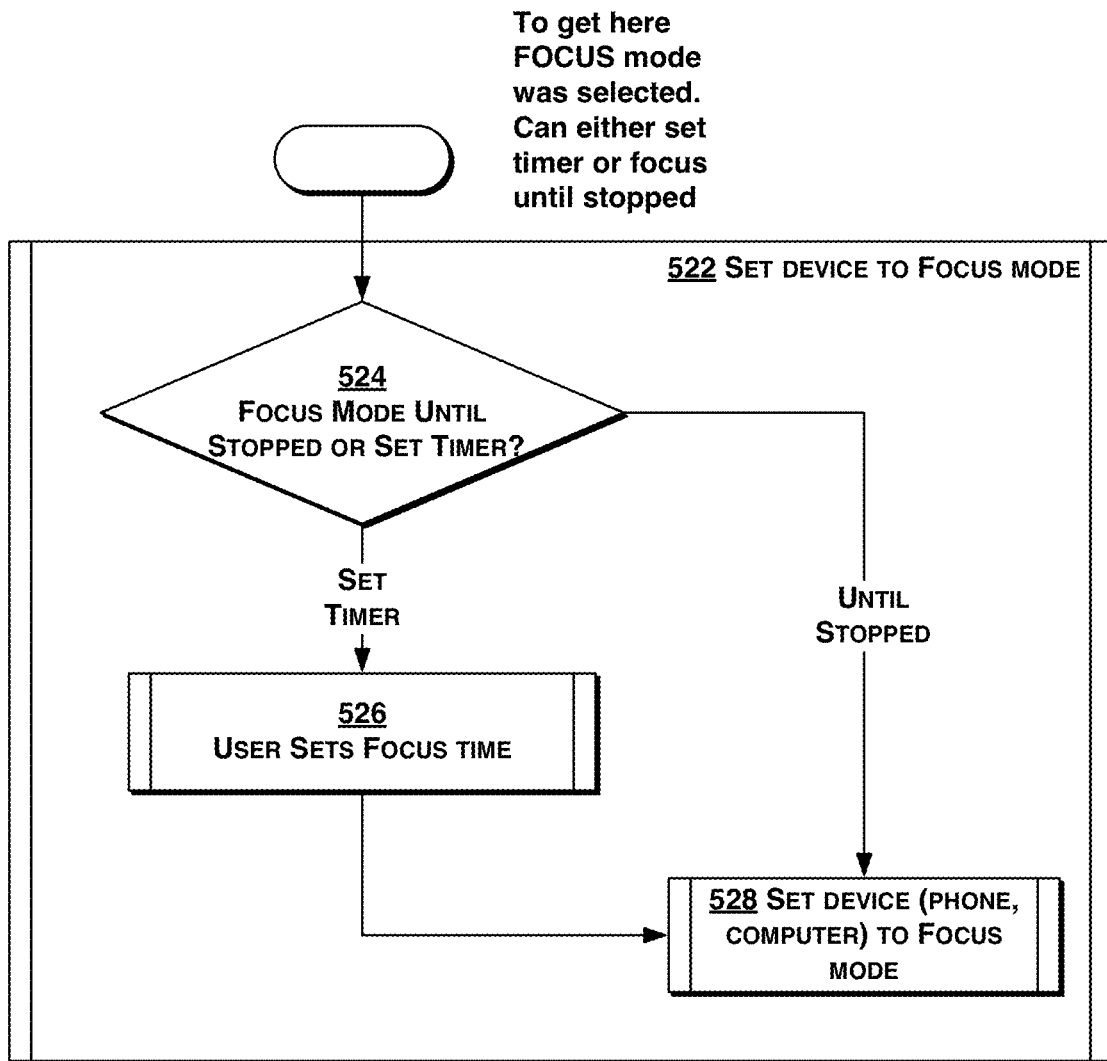 To get here
FOCUS mode
was selected.
Can either set
timer or focus
until stopped
522 SET DEVICE TO FOCUS MODE
524
FOCUS MODE UNTIL
STOPPED OR SET TIMER?
SET
TIMER
UNTIL
STOPPED
526
USER SETS FOCUS TIME
528 SET DEVICE (PHONE,
COMPUTER) TO FOCUS
MODE